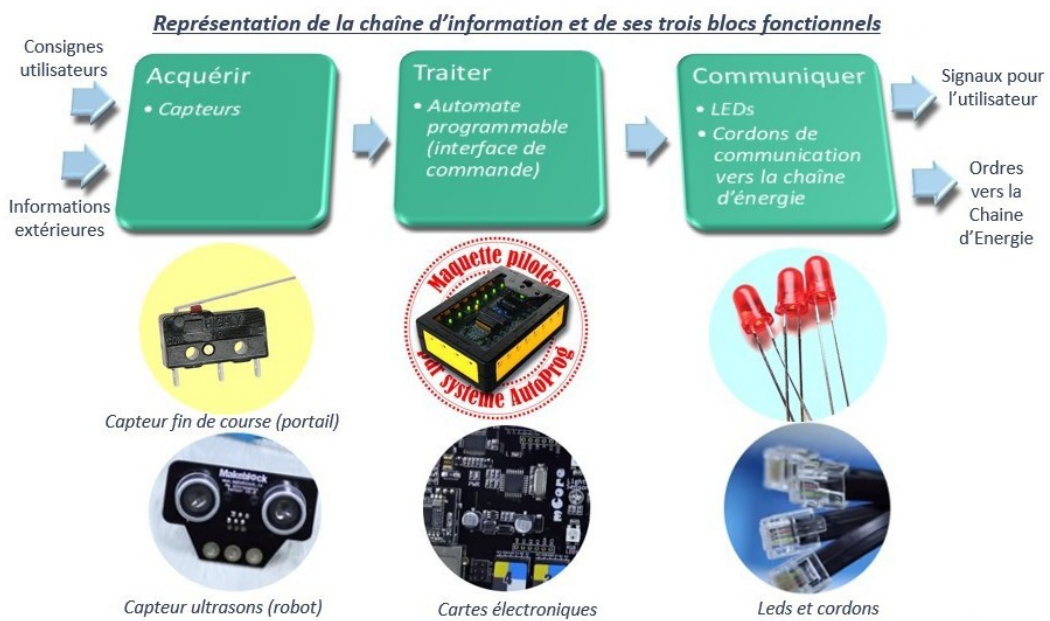 Représentation de la chaîne d'information et de ses trois blocs fonctionnels
Consignes
utilisateurs
Informations
extérieures
Acquérir
• Capteurs
Traiter
• Automate
programmable
(interface de
commande)
Communiquer
• LEDs
• Cordons de
communication
vers la chaîne
d'énergie
Signaux pour
l'utilisateur
Ordres
vers la
Chaine
d'Energie
Maquette pilotée
par système AutoProg
Capteur fin de course (portail)
Makeblock
mCore
Capteur ultrasons (robot)
Cartes électroniques
Leds et cordons